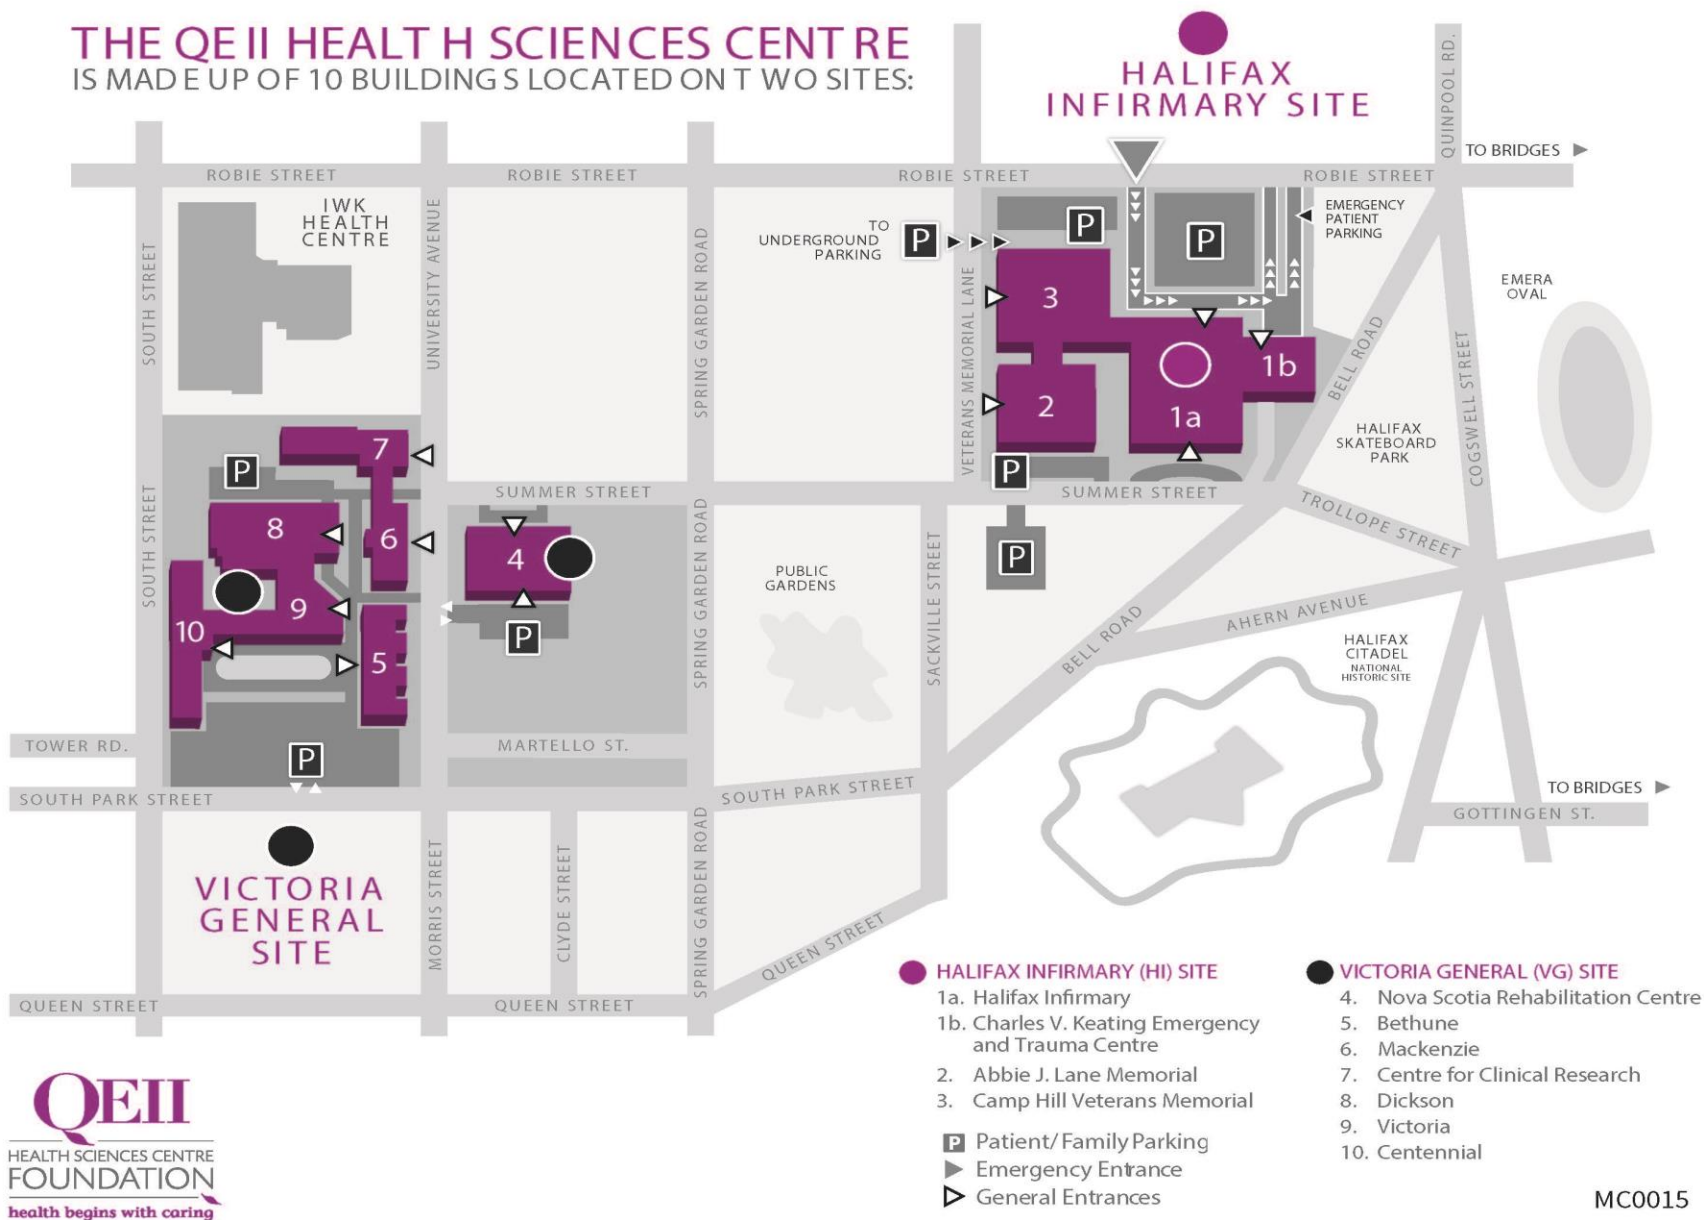 THE QE II HEALTH SCIENCES CENTRE
IS MADE UP OF 10 BUILDINGS LOCATED ON TWO SITES:
HALIFAX
INFIRMARY SITE
QUINPOOL RD.
TO BRIDGES
ROBIE STREET
ROBIE STREET
ROBIE STREET
ROBIE STREET
IWK
HEALTH
CENTRE
SOUTH STREET
UNIVERSITY AVENUE
SPRING GARDEN ROAD
TO
UNDERGROUND
PARKING
P
P
P
EMERGENCY
PATIENT
PARKING
VETERANS MEMORIAL LANE
3
2
1a
1b
BELL ROAD
COGSWELL STREET
EMERA
OVAL
HALIFAX
SKATEBOARD
PARK
P
SUMMER STREET
SUMMER STREET
TROLLOPE STREET
P
7
P
8
6
4
9
10
5
P
SOUTH STREET
SPRING GARDEN ROAD
PUBLIC
GARDENS
SACKVILLE STREET
P
BELL ROAD
AHERN AVENUE
HALIFAX
CITADEL
NATIONAL
HISTORIC SITE
TOWER RD.
MARTELLO ST.
P
SOUTH PARK STREET
SOUTH PARK STREET
TO BRIDGES
GOTTINGEN ST.
VICTORIA
GENERAL
SITE
MORRIS STREET
CLYDE STREET
SPRING GARDEN ROAD
QUEEN STREET
QUEEN STREET
QUEEN STREET
HALIFAX INFIRMARY (HI) SITE
1a. Halifax Infirmary
1b. Charles V. Keating Emergency
and Trauma Centre
2. Abbie J. Lane Memorial
3. Camp Hill Veterans Memorial
P Patient/Family Parking
Emergency Entrance
General Entrances
VICTORIA GENERAL (VG) SITE
4. Nova Scotia Rehabilitation Centre
5. Bethune
6. Mackenzie
7. Centre for Clinical Research
8. Dickson
9. Victoria
10. Centennial
QEII
HEALTH SCIENCES CENTRE
FOUNDATION
health begins with caring
MC0015